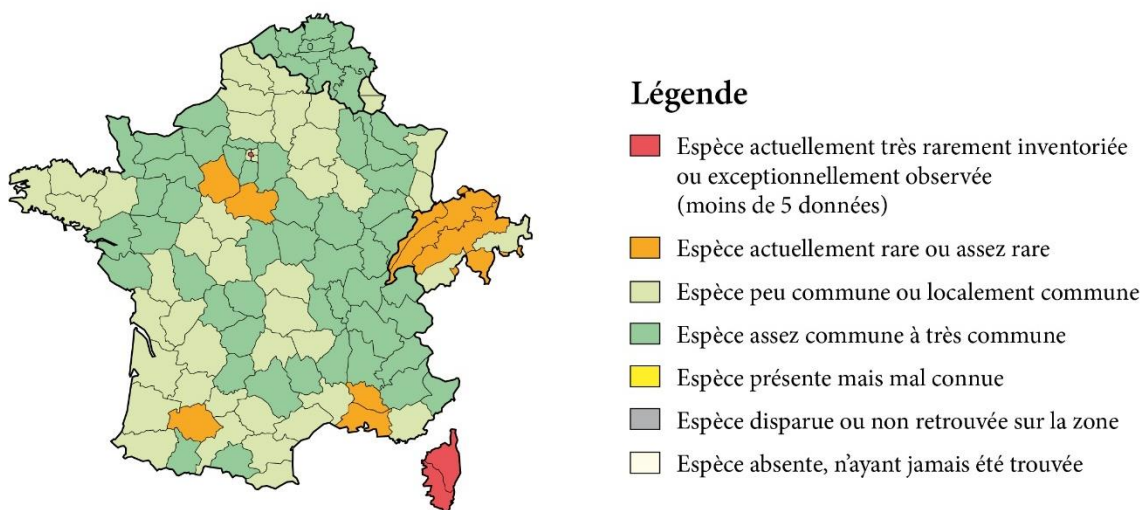 Légende
Espèce actuellement très rarement inventoriée
ou exceptionnellement observée
(moins de 5 données)
Espèce actuellement rare ou assez rare
Espèce peu commune ou localement commune
Espèce assez commune à très commune
Espèce présente mais mal connue
Espèce disparue ou non retrouvée sur la zone
Espèce absente, n'ayant jamais été trouvée